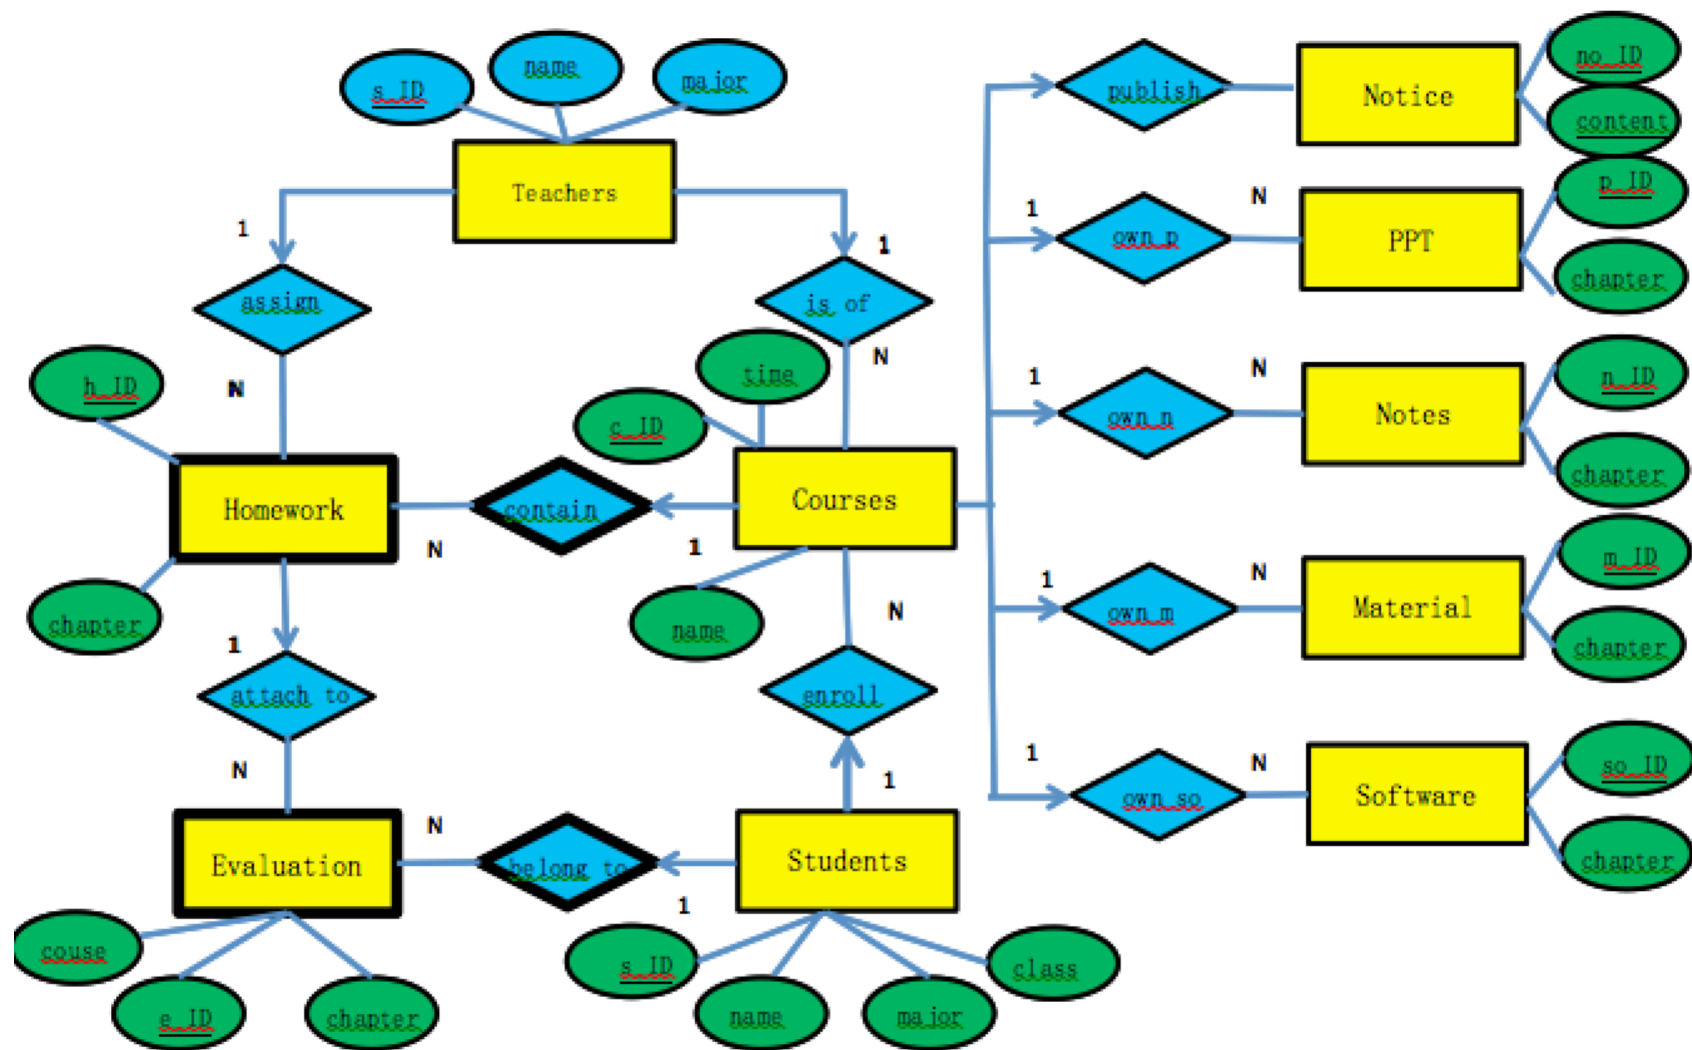 s_ID
name
major
Teachers
publish
Notice
no_ID
content
1
assign
N
1
is of
N
1
own_p
N
PPT
p_ID
chapter
h_ID
time
c_ID
1
own_n
N
Notes
n_ID
chapter
Homework
N
contain
1
Courses
chapter
name
1
own_m
N
Material
m_ID
chapter
1
attach to
N
N
enroll
1
1
own_so
N
Software
so_ID
chapter
Evaluation
N
belong to
1
Students
couse
e_ID
chapter
s_ID
name
major
class